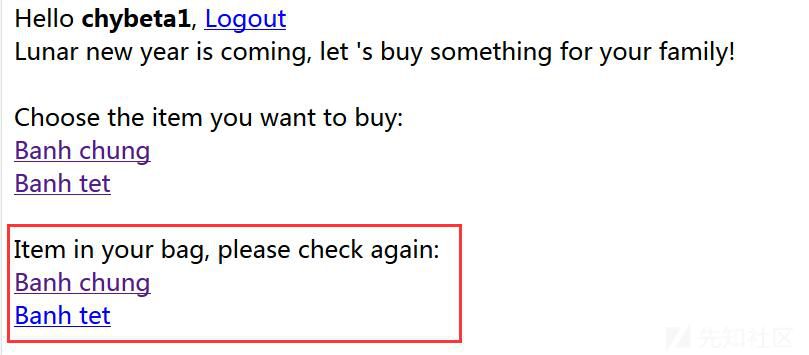 Hello chybeta1, Logout
Lunar new year is coming, let 's buy something for your family!
Choose the item you want to buy:
Banh chung
Banh tet
Item in your bag, please check again:
Banh chung
Banh tet
先知社区